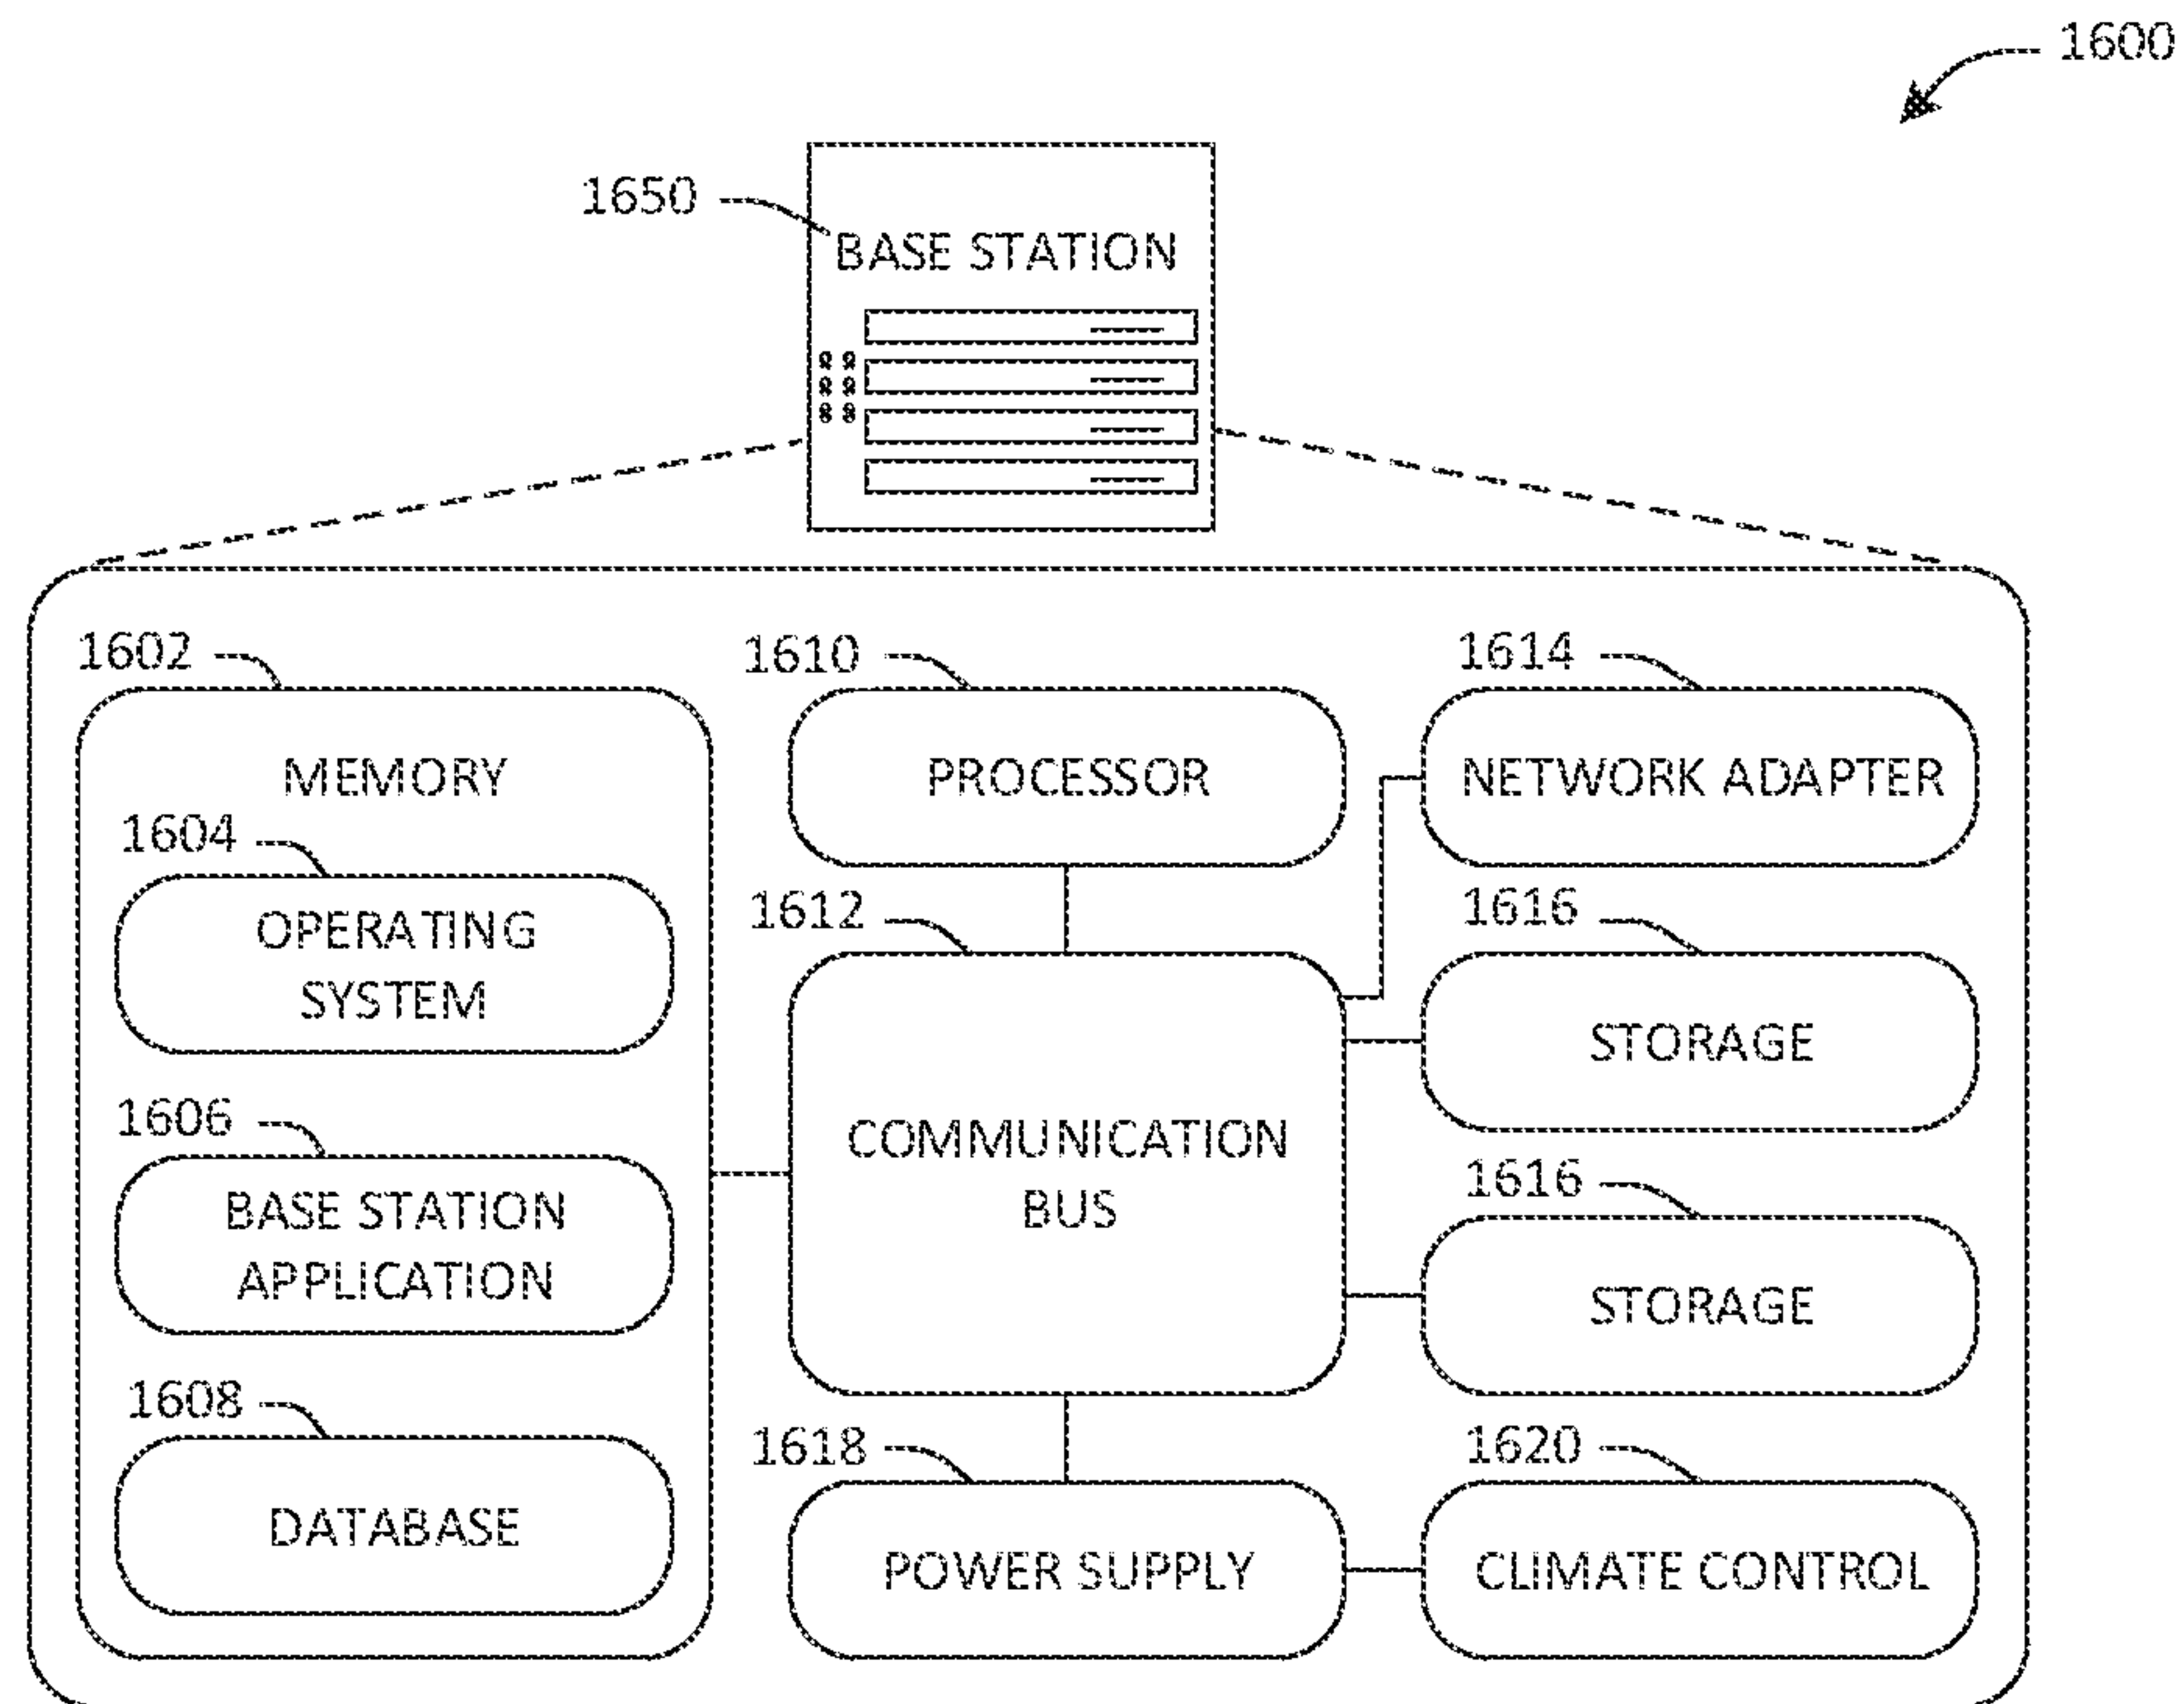 1600
1650
BASE STATION
1602
1610
1614
MEMORY
PROCESSOR
NETWORK ADAPTER
1604
1612
1616
OPERATING
SYSTEM
STORAGE
1606
COMMUNICATION
BUS
1616
BASE STATION
APPLICATION
STORAGE
1608
1618
1620
DATABASE
POWER SUPPLY
CLIMATE CONTROL